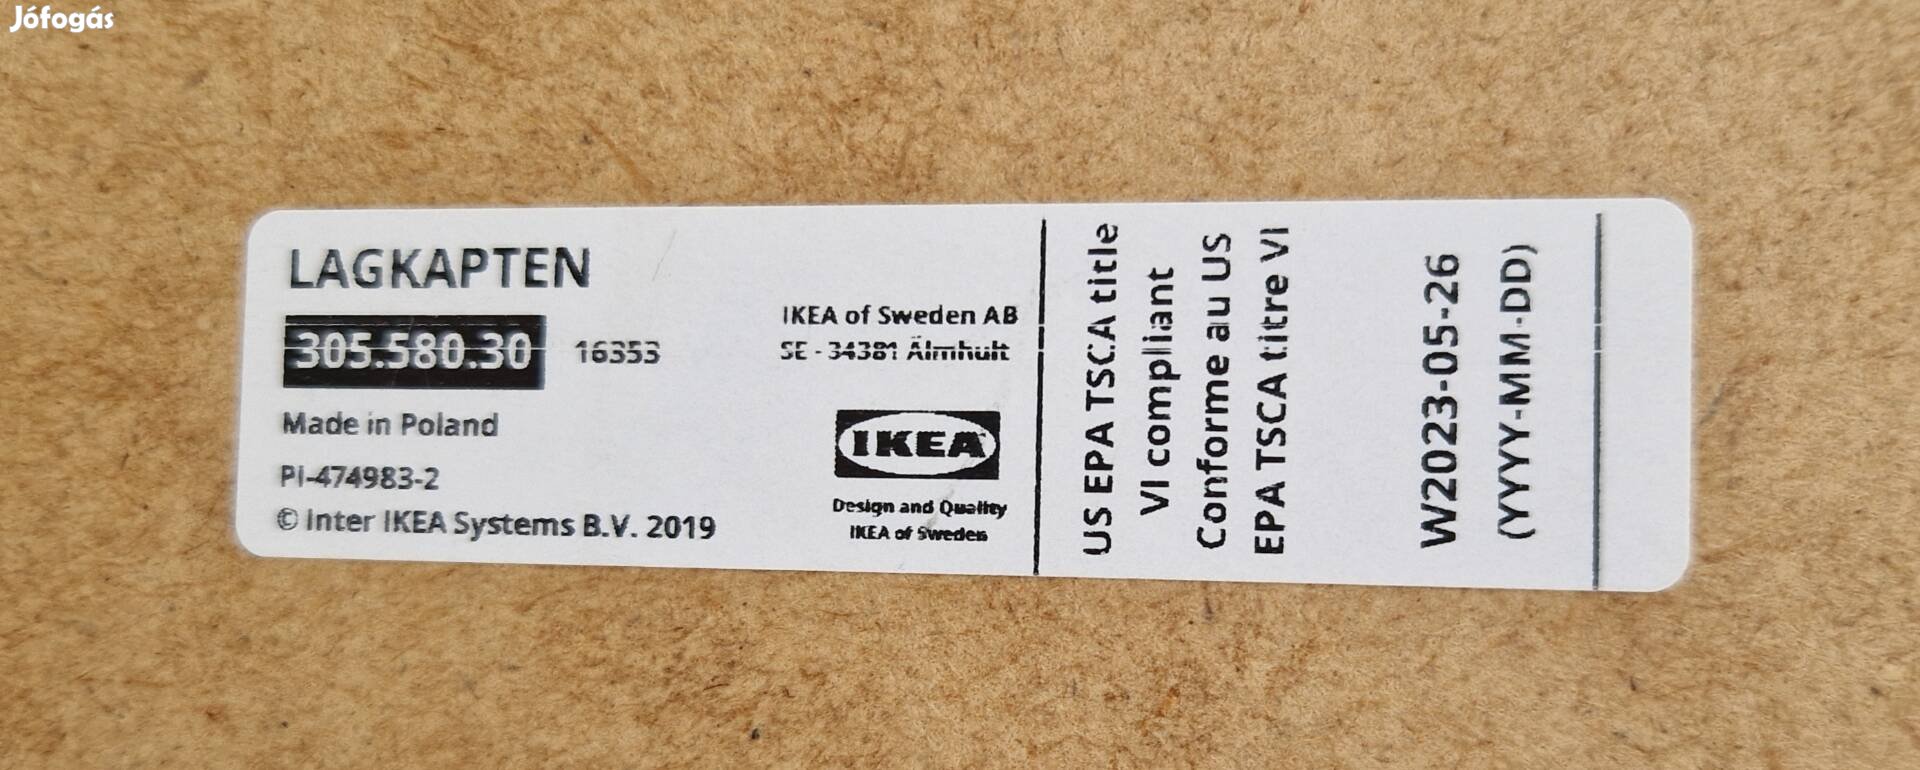 Jófogás
LAGKAPTEN
305.580.30 16353
Made in Poland
PI-474983-2
© Inter IKEA Systems B.V. 2019
IKEA of Sweden AB
SE - 34381 Älmhult
IKEA
Design and Quality
IKEA of Sweden
US EPA TSCA title
VI compliant
Conforme au US
EPA TSCA titre VI
W2023-05-26
(YYYY-MM-DD)